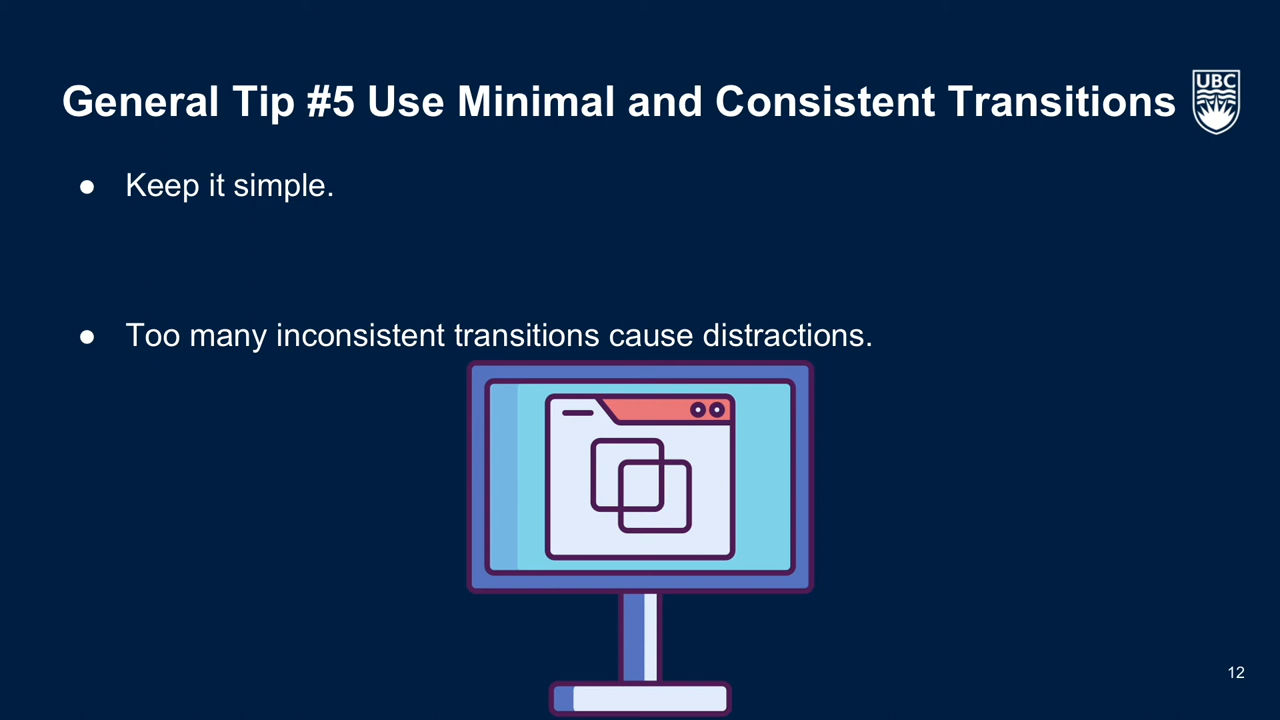 General Tip #5 Use Minimal and Consistent Transitions
UBC
● Keep it simple.
● Too many inconsistent transitions cause distractions.
12